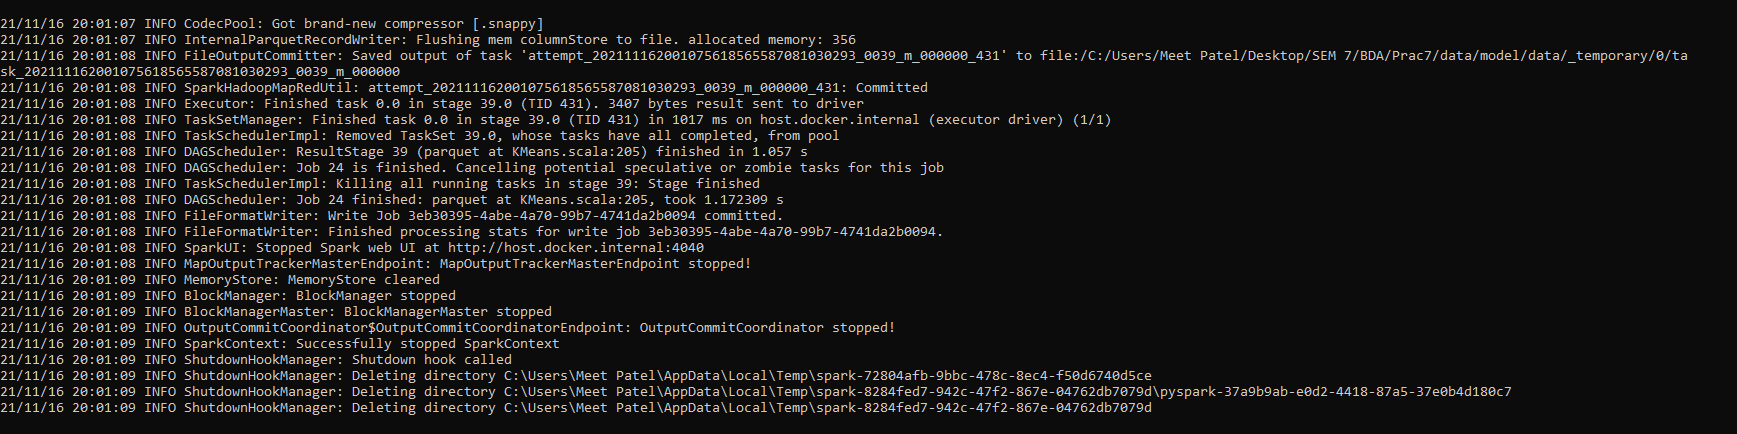 21/11/16 20:01:07 INFO CodecPool: Got brand-new compressor [.snappy]
21/11/16 20:01:07 INFO InternalParquetRecordWriter: Flushing mem columnStore to file. allocated memory: 356
21/11/16 20:01:08 INFO FileOutputCommitter: Saved output of task 'attempt_202111162001075618565587081030293_0039_m_000000_431' to file:/C:/Users/Meet Patel/Desktop/SEM 7/BDA/Prac7/data/model/data/_temporary/0/ta
sk_202111162001075618565587081030293_0039_m_000000
21/11/16 20:01:08 INFO SparkHadoopMapRedUtil: attempt_202111162001075618565587081030293_0039_m_000000_431: Committed
21/11/16 20:01:08 INFO Executor: Finished task 0.0 in stage 39.0 (TID 431). 3407 bytes result sent to driver
21/11/16 20:01:08 INFO TaskSetManager: Finished task 0.0 in stage 39.0 (TID 431) in 1017 ms on host.docker.internal (executor driver) (1/1)
21/11/16 20:01:08 INFO TaskSchedulerImpl: Removed TaskSet 39.0, whose tasks have all completed, from pool
21/11/16 20:01:08 INFO DAGScheduler: ResultStage 39 (parquet at KMeans.scala:205) finished in 1.057 s
21/11/16 20:01:08 INFO DAGScheduler: Job 24 is finished. Cancelling potential speculative or zombie tasks for this job
21/11/16 20:01:08 INFO TaskSchedulerImpl: Killing all running tasks in stage 39: Stage finished
21/11/16 20:01:08 INFO DAGScheduler: Job 24 finished: parquet at KMeans.scala:205, took 1.172309 s
21/11/16 20:01:08 INFO FileFormatWriter: Write Job 3eb30395-4abe-4a70-99b7-4741da2b0094 committed.
21/11/16 20:01:08 INFO FileFormatWriter: Finished processing stats for write job 3eb30395-4abe-4a70-99b7-4741da2b0094.
21/11/16 20:01:08 INFO SparkUI: Stopped Spark web UI at http://host.docker.internal:4040
21/11/16 20:01:08 INFO MapOutputTrackerMasterEndpoint: MapOutputTrackerMasterEndpoint stopped!
21/11/16 20:01:09 INFO MemoryStore: MemoryStore cleared
21/11/16 20:01:09 INFO BlockManager: BlockManager stopped
21/11/16 20:01:09 INFO BlockManagerMaster: BlockManagerMaster stopped
21/11/16 20:01:09 INFO OutputCommitCoordinator$OutputCommitCoordinatorEndpoint: OutputCommitCoordinator stopped!
21/11/16 20:01:09 INFO SparkContext: Successfully stopped SparkContext
21/11/16 20:01:09 INFO ShutdownHookManager: Shutdown hook called
21/11/16 20:01:09 INFO ShutdownHookManager: Deleting directory C:\Users\Meet Patel\AppData\Local\Temp\spark-72804afb-9bbc-478c-8ec4-f50d6740d5ce
21/11/16 20:01:09 INFO ShutdownHookManager: Deleting directory C:\Users\Meet Patel\AppData\Local\Temp\spark-8284fed7-942c-47f2-867e-04762db7079d\pyspark-37a9b9ab-e0d2-4418-87a5-37e0b4d180c7
21/11/16 20:01:09 INFO ShutdownHookManager: Deleting directory C:\Users\Meet Patel\AppData\Local\Temp\spark-8284fed7-942c-47f2-867e-04762db7079d